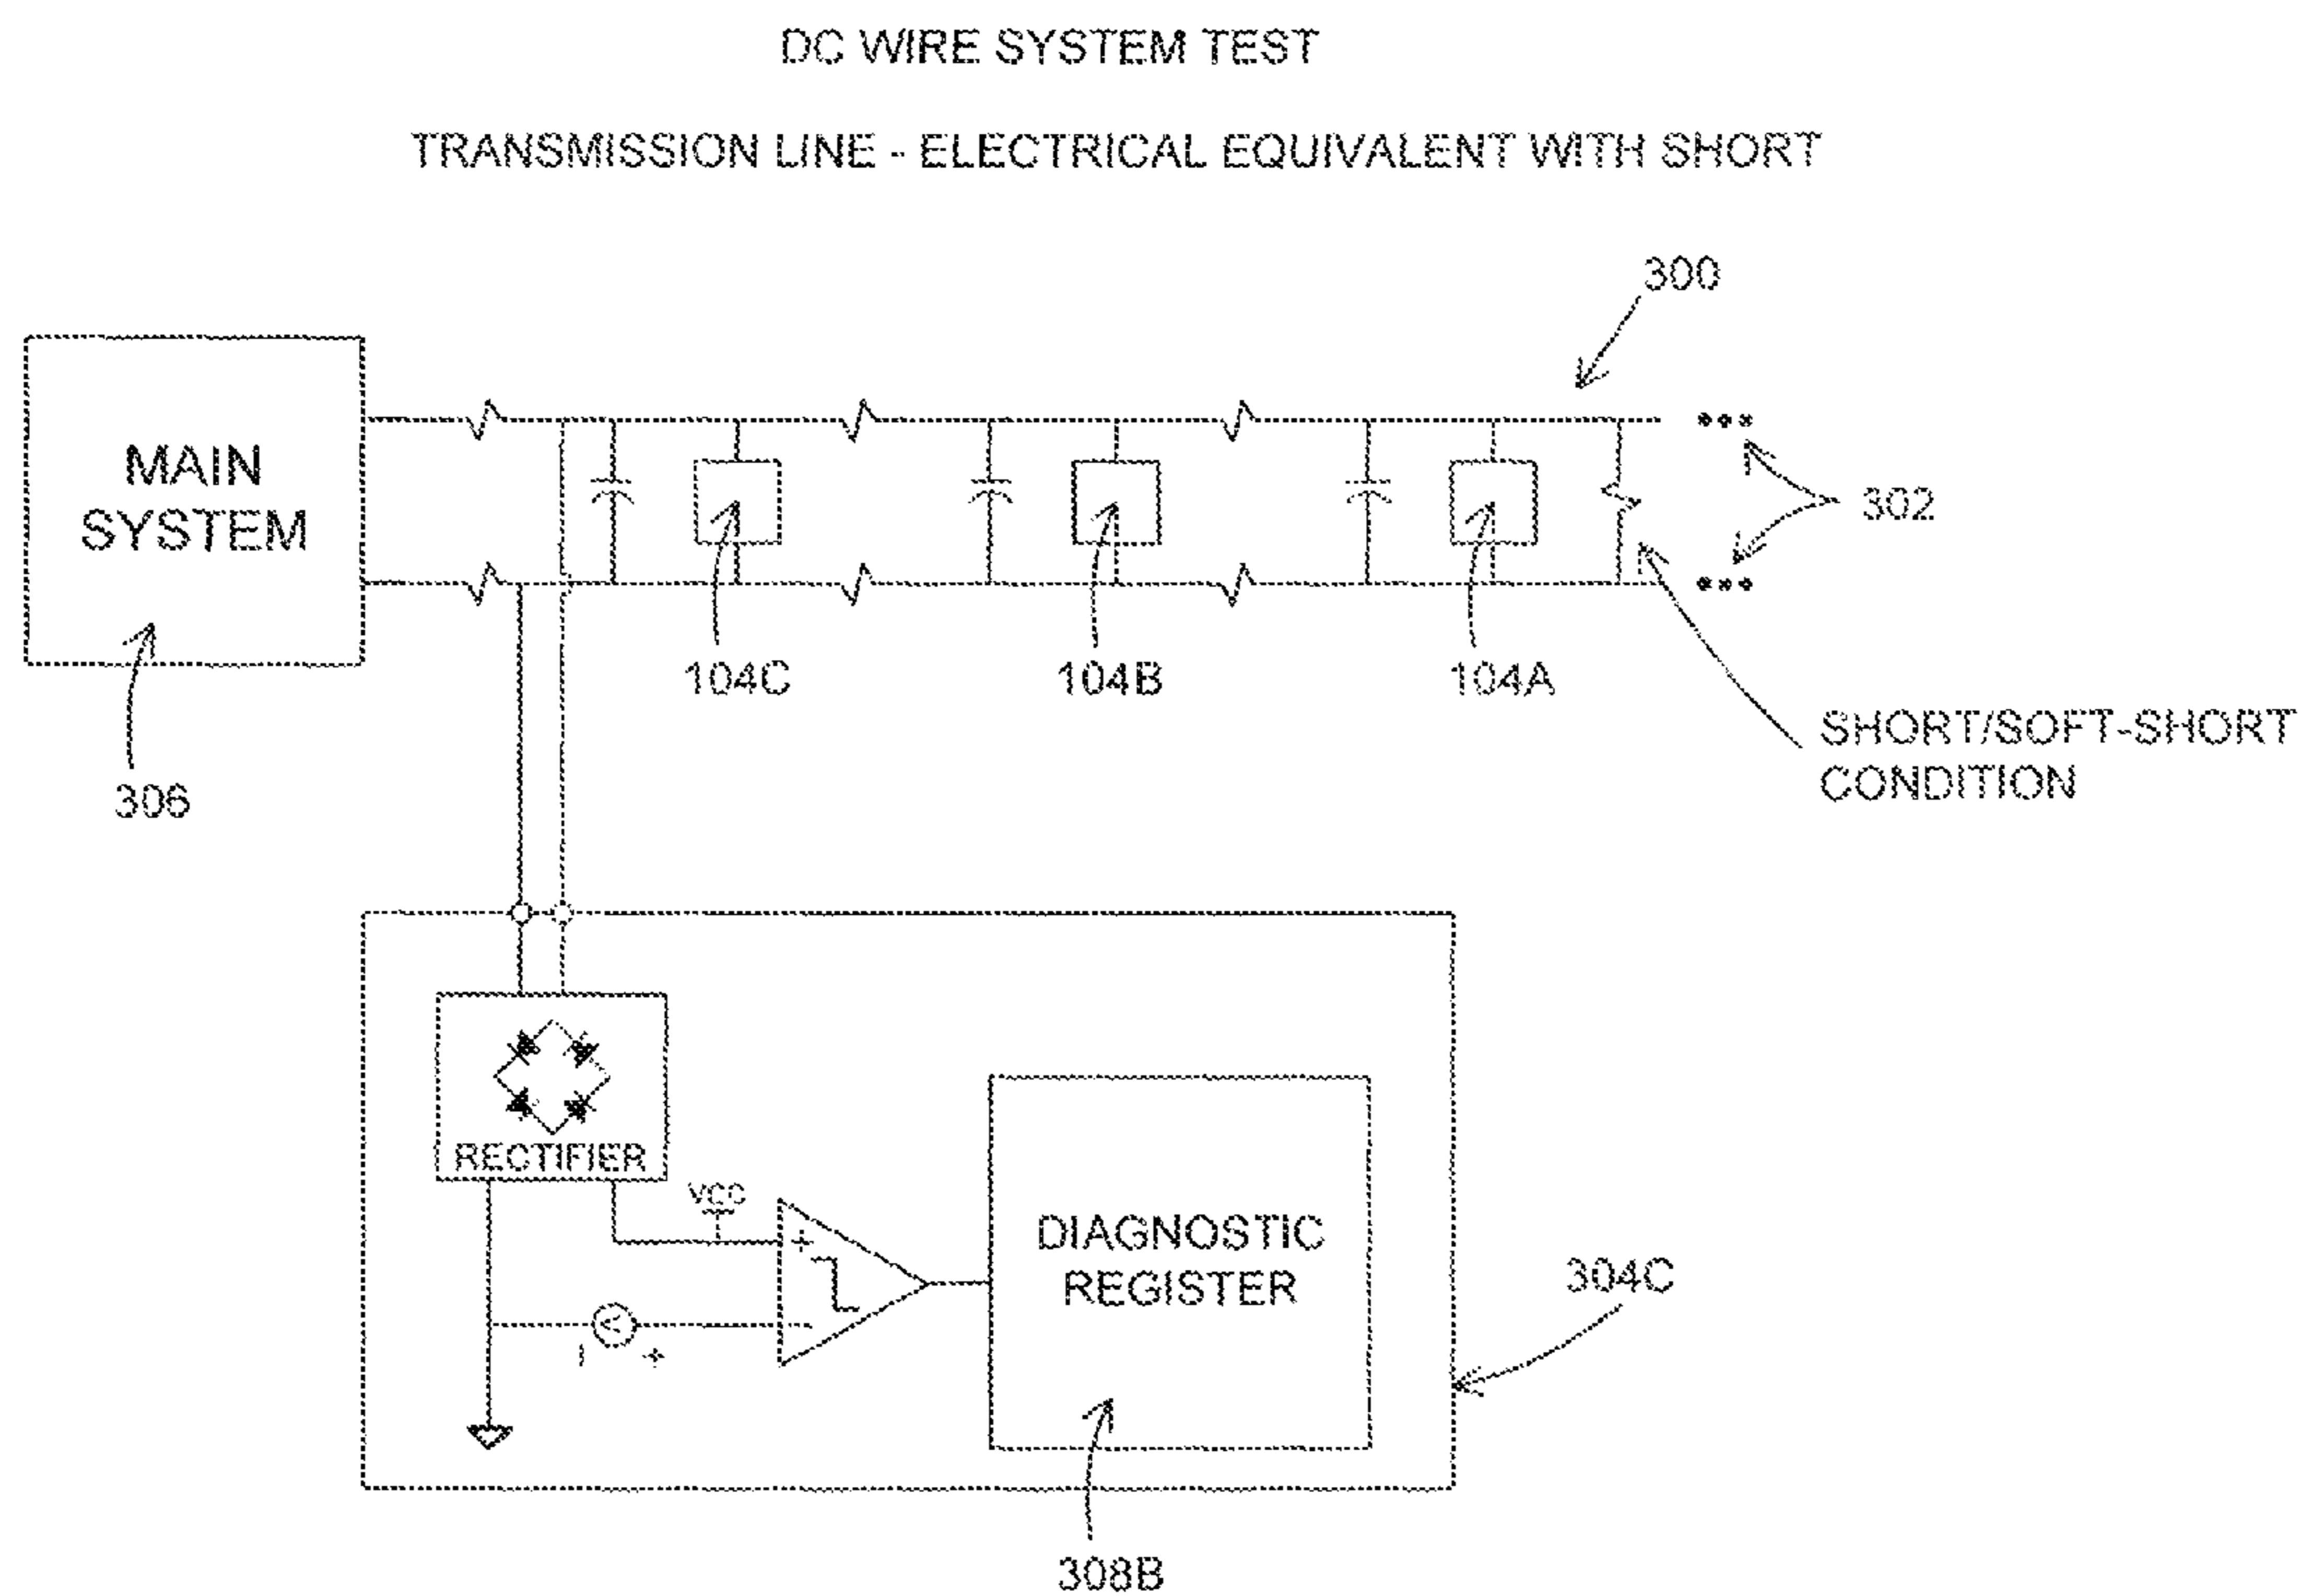 DC WIRE SYSTEM TEST
TRANSMISSION LINE - ELECTRICAL EQUIVALENT WITH SHORT
300
MAIN
SYSTEM
302
104C
104B
104A
SHORT/SOFT-SHORT
CONDITION
306
RECTIFIER
VCC
+
-
- +
DIAGNOSTIC
REGISTER
304C
308B